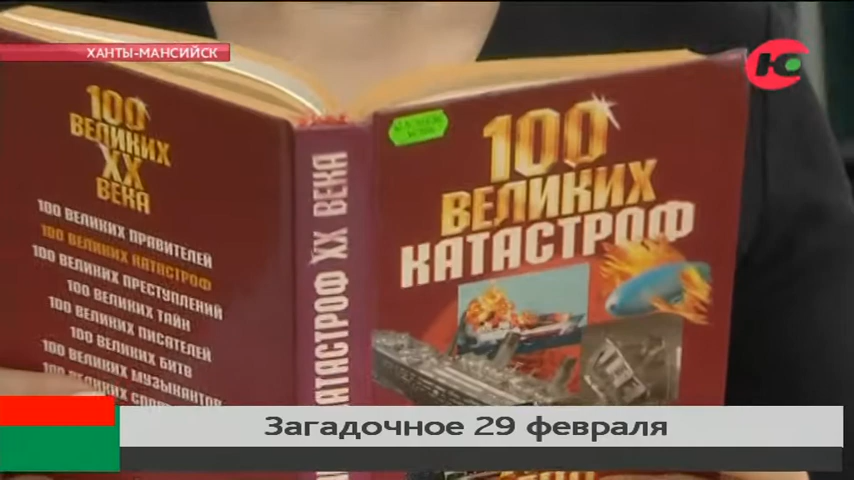 ХАНТЫ-МАНСИЙСК
Ю
100
ВЕЛИКИХ
XX
ВЕКА
100 ВЕЛИКИХ ПРАВИТЕЛЕЙ
100 ВЕЛИКИХ КАТАСТРОФ
100 ВЕЛИКИХ ПРЕСТУПЛЕНИЙ
100 ВЕЛИКИХ ТАЙН
100 ВЕЛИКИХ ПИСАТЕЛЕЙ
100 ВЕЛИКИХ БИТВ
100 ВЕЛИКИХ МУЗЫКАНТОВ
КАТАСТРОФ XX ВЕКА
100
ВЕЛИКИХ
КАТАСТРОФ
Загадочное 29 февраля